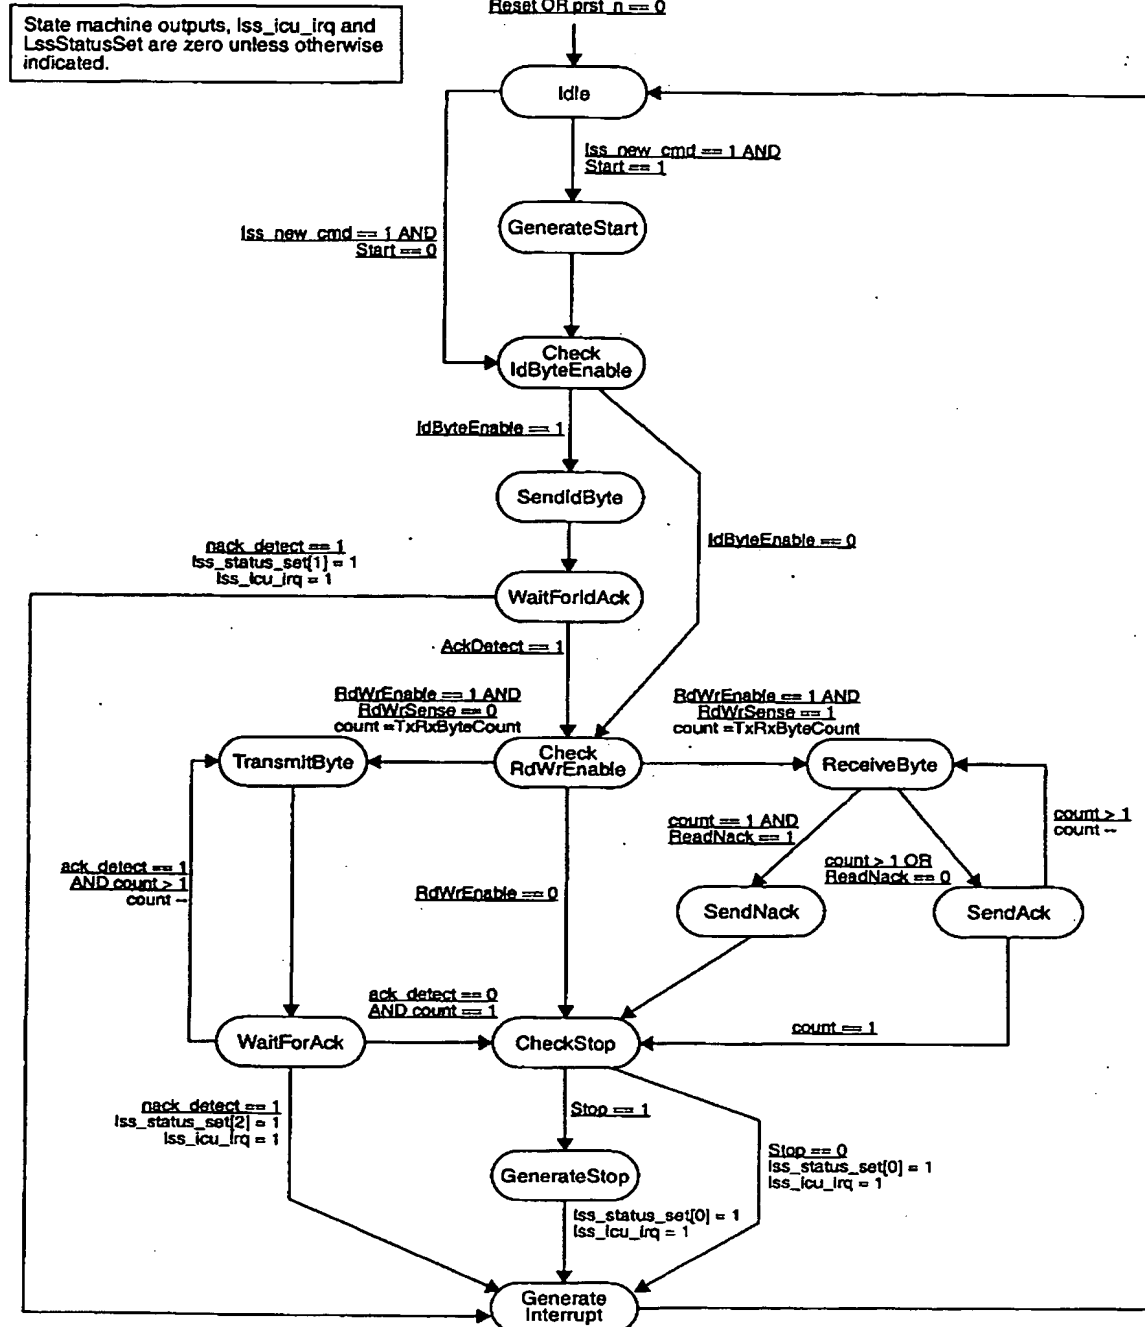 Reset OR prst_n == 0
State machine outputs, lss_icu_irq and
LssStatusSet are zero unless otherwise
indicated.
Idle
lss_new_cmd == 1 AND
Start == 1
GenerateStart
lss_new_cmd == 1 AND
Start == 0
Check
IdByteEnable
IdByteEnable == 1
SendIdByte
IdByteEnable == 0
nack_detect == 1
lss_status_set[1] = 1
lss_icu_irq = 1
WaitForIdAck
AckDetect == 1
RdWrEnable == 1 AND
RdWrSense == 0
count =TxRxByteCount
RdWrEnable == 1 AND
RdWrSense == 1
count =TxRxByteCount
TransmitByte
Check
RdWrEnable
ReceiveByte
count == 1 AND
ReadNack == 1
count > 1
count --
count > 1 OR
ReadNack == 0
ack_detect == 1
AND count > 1
count --
RdWrEnable == 0
SendNack
SendAck
ack_detect == 0
AND count == 1
count == 1
WaitForAck
CheckStop
nack_detect == 1
lss_status_set[2] = 1
lss_icu_irq = 1
Stop == 1
Stop == 0
lss_status_set[0] = 1
lss_icu_irq = 1
GenerateStop
lss_status_set[0] = 1
lss_icu_irq = 1
Generate
Interrupt